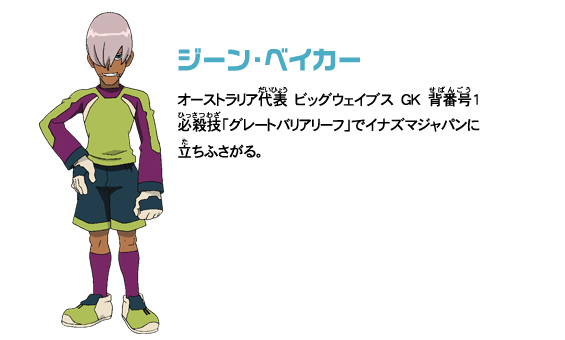 ジーン・ベイカー
オーストラリア代表 ビッグウェイブス GK 背番号1
必殺技「グレートバリアリーフ」でイナズマジャパンに
立ちふさがる。